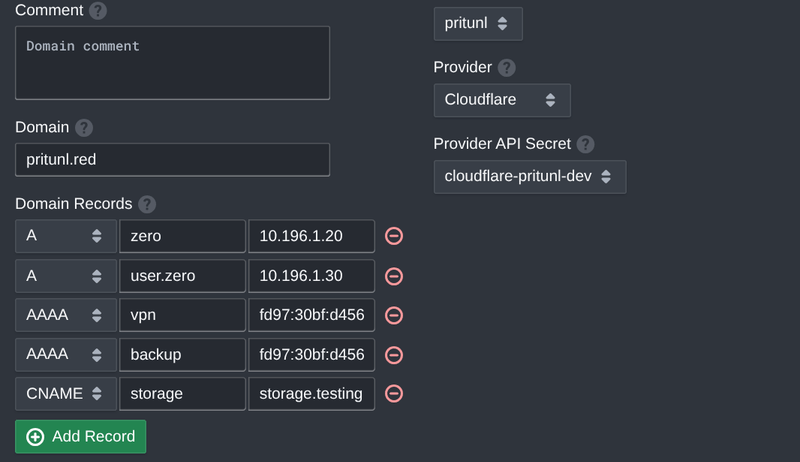 Comment ?
Domain comment
Domain ?
pritunl.red
Domain Records ?
A zero 10.196.1.20
A user.zero 10.196.1.30
AAAA vpn fd97:30bf:d456
AAAA backup fd97:30bf:d456
CNAME storage storage.testing
Add Record
pritunl
Provider ?
Cloudflare
Provider API Secret ?
cloudflare-pritunl-dev